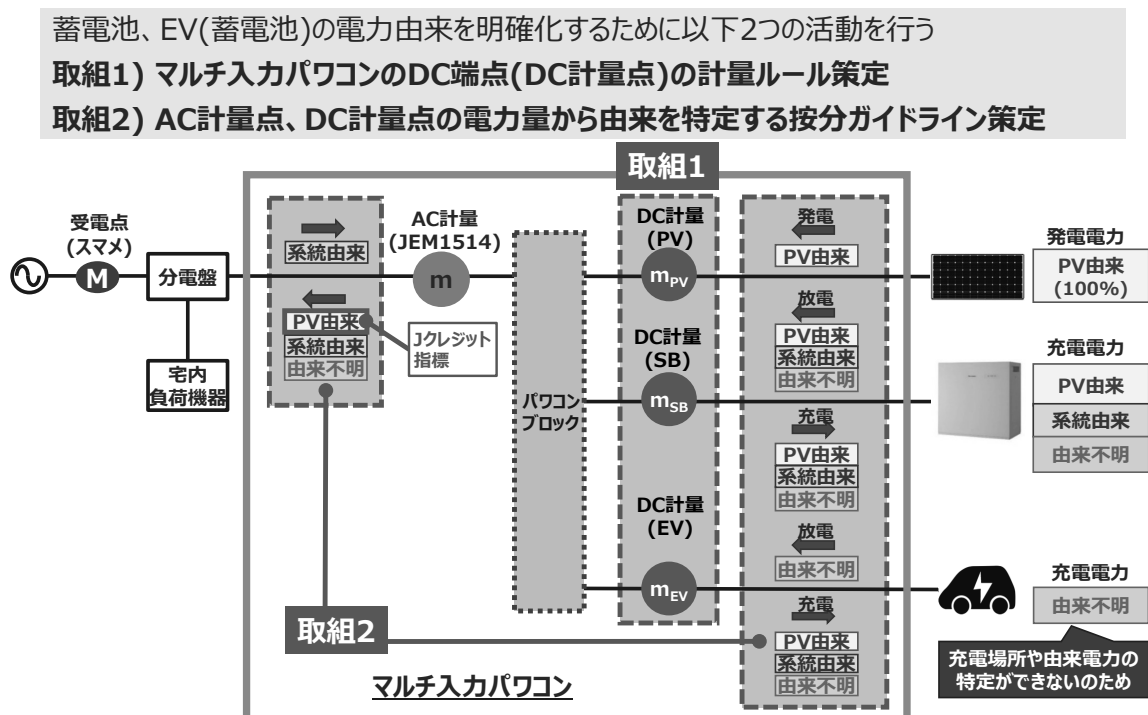 蓄電池、EV(蓄電池)の電力由来を明確化するために以下2つの活動を行う
取組1) マルチ入力パワコンのDC端点(DC計量点)の計量ルール策定
取組2) AC計量点、DC計量点の電力量から由来を特定する按分ガイドライン策定
取組1
受電点
(スマメ)
M
分電盤
宅内
負荷機器
系統由来
PV由来
系統由来
由来不明
AC計量
(JEM1514)
m
Jクレジット
指標
パワコン
ブロック
DC計量
(PV)
mPV
DC計量
(SB)
mSB
DC計量
(EV)
mEV
発電
PV由来
放電
PV由来
系統由来
由来不明
充電
PV由来
系統由来
由来不明
放電
由来不明
充電
PV由来
系統由来
由来不明
発電電力
PV由来
(100%)
充電電力
PV由来
系統由来
由来不明
充電電力
由来不明
充電場所や由来電力の
特定ができないのため
取組2
マルチ入力パワコン